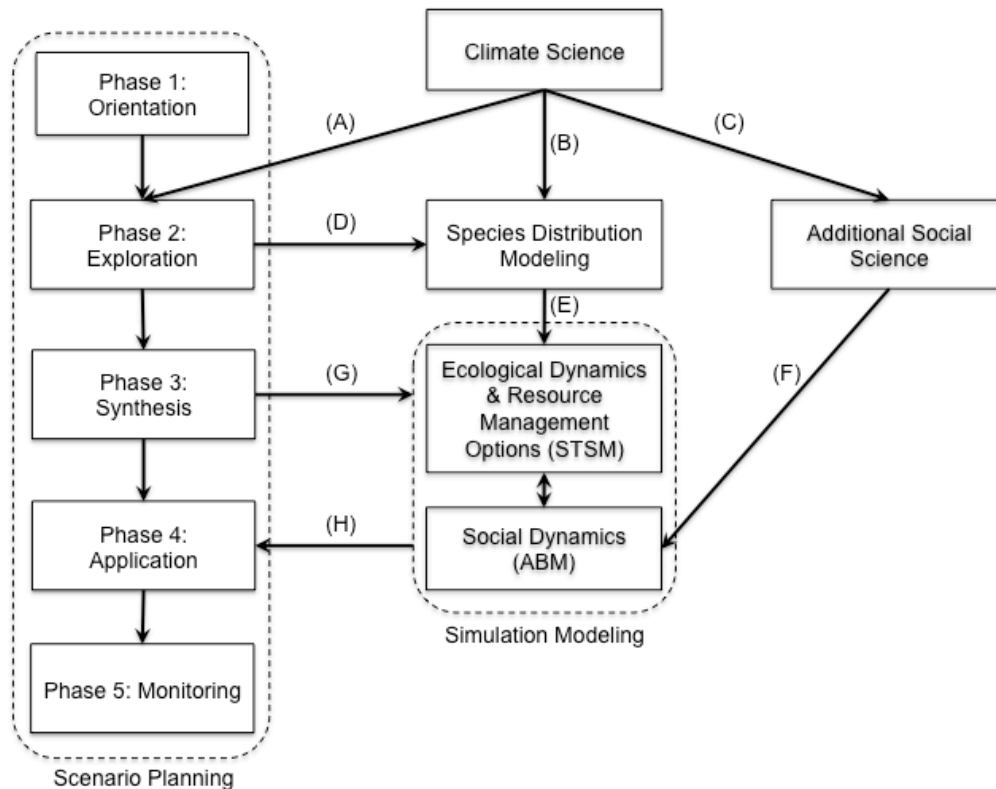 Climate Science
Phase 1:
Orientation
(A)
(B)
(C)
Phase 2:
Exploration
(D)
Species Distribution
Modeling
Additional Social
Science
(E)
Phase 3:
Synthesis
(G)
Ecological Dynamics
& Resource
Management
Options (STSM)
(F)
Phase 4:
Application
(H)
Social Dynamics
(ABM)
Simulation Modeling
Phase 5: Monitoring
Scenario Planning